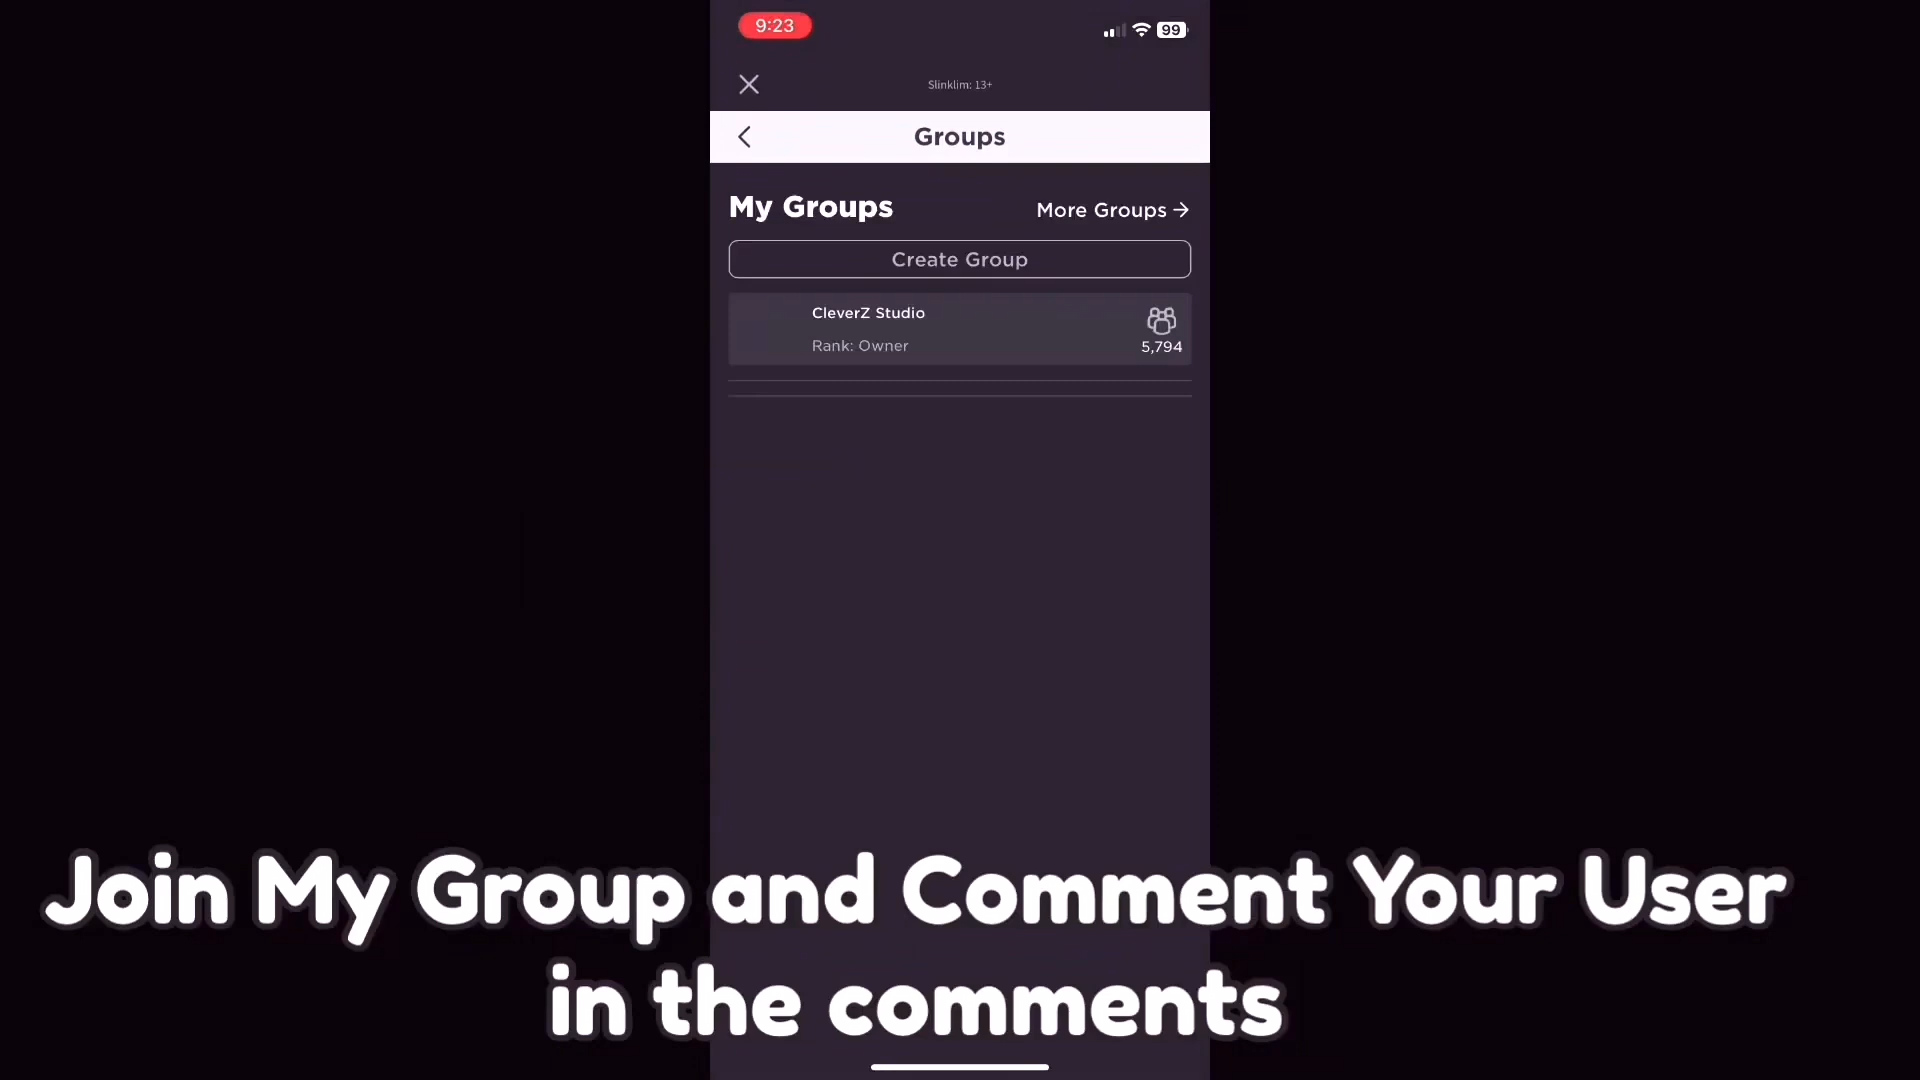 9:23
99
Slinklim: 13+
Groups
My Groups
More Groups
Create Group
CleverZ Studio
Rank: Owner
5,794
Join My Group and Comment Your User
in the comments